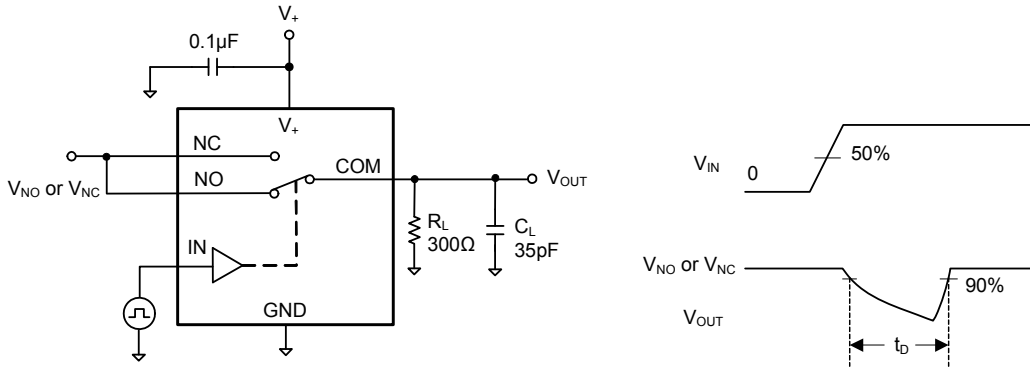 V+
0.1µF
V+
NC
COM
NO
VNO or VNC
VOUT
RL
300Ω
CL
35pF
IN
GND
VIN
0
50%
VNO or VNC
90%
VOUT
tD